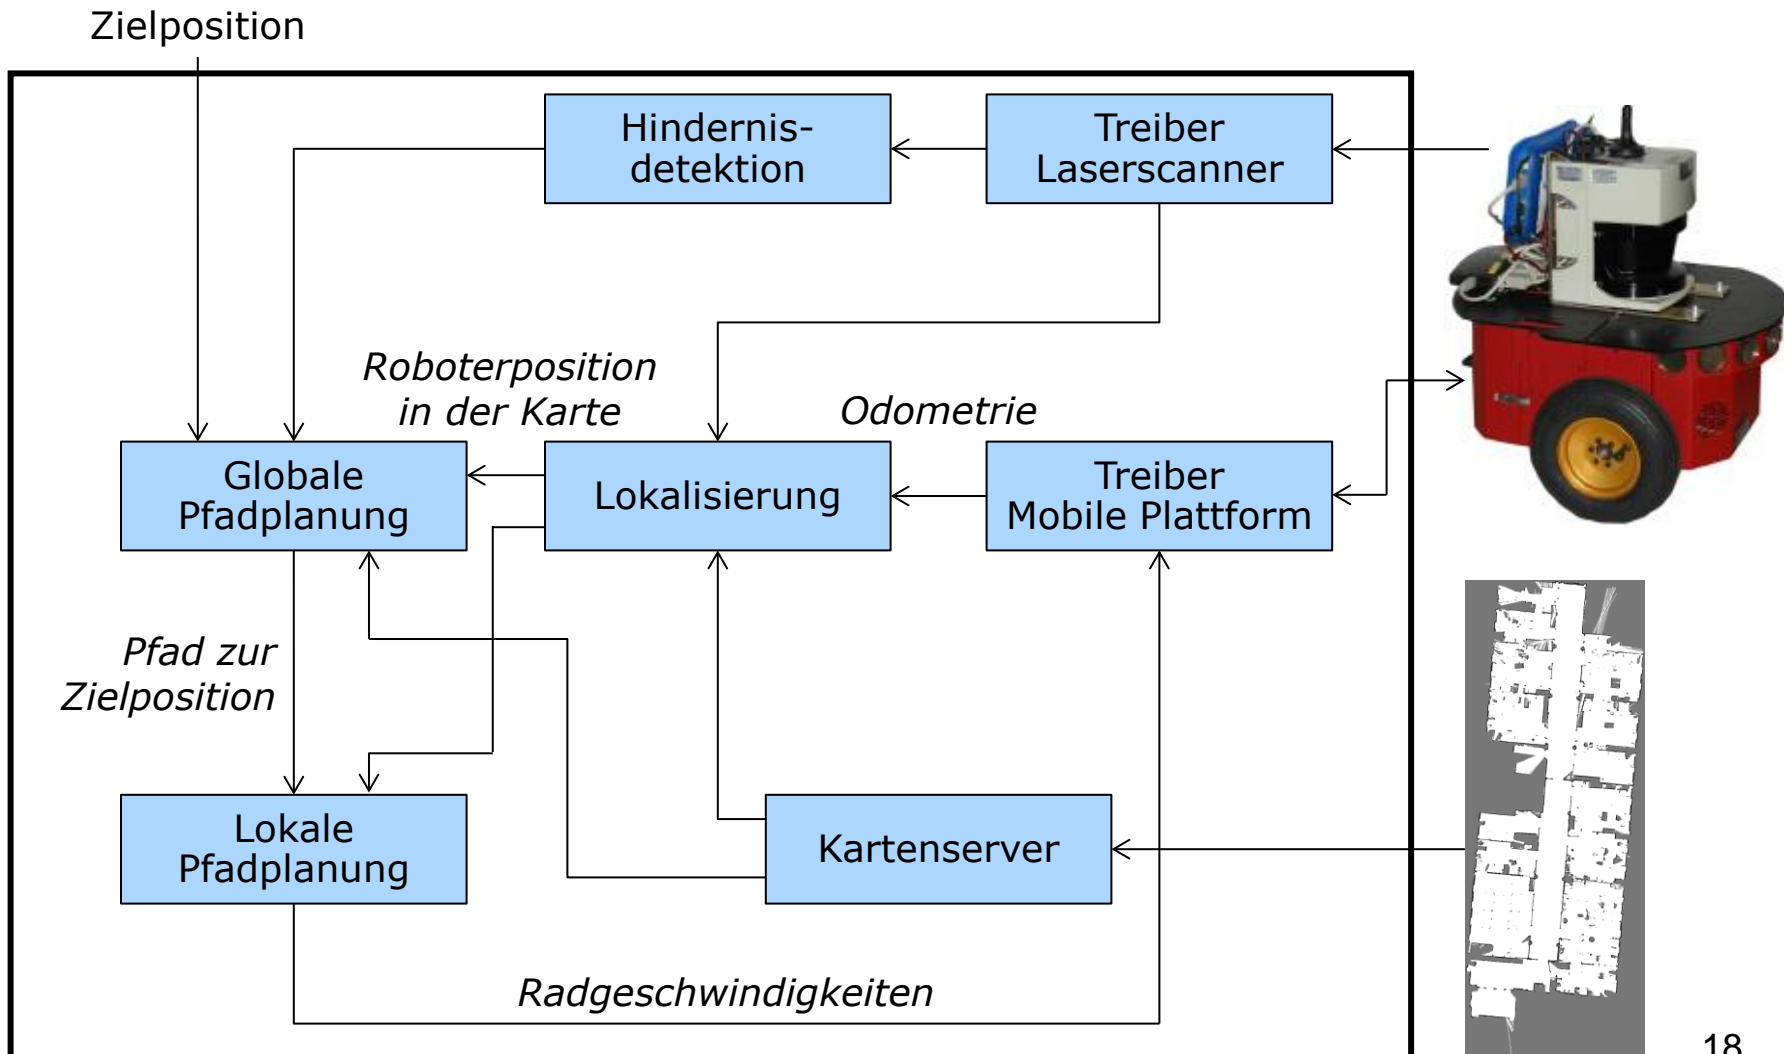 Zielposition
Hindernis-
detektion
Treiber
Laserscanner
Roboterposition
in der Karte
Odometrie
Globale
Pfadplanung
Lokalisierung
Treiber
Mobile Plattform
Pfad zur
Zielposition
Lokale
Pfadplanung
Kartenserver
Radgeschwindigkeiten
18